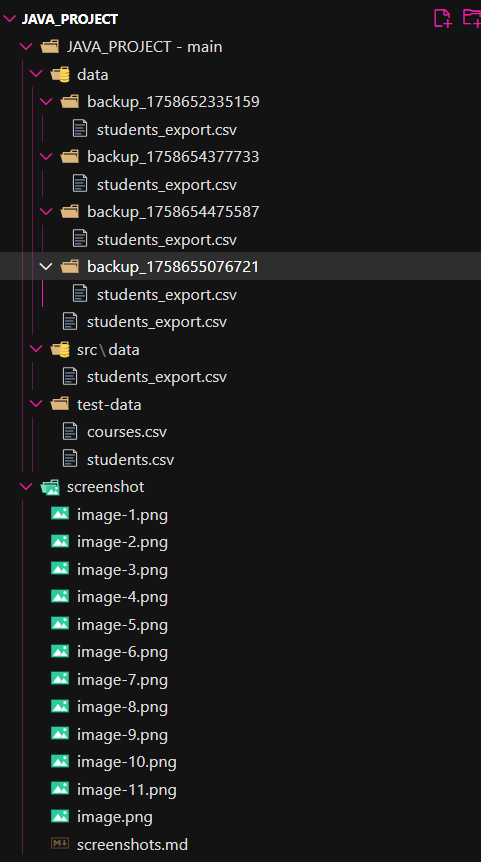 JAVA_PROJECT
JAVA_PROJECT - main
data
backup_1758652335159
students_export.csv
backup_1758654377733
students_export.csv
backup_1758654475587
students_export.csv
backup_1758655076721
students_export.csv
students_export.csv
src\data
students_export.csv
test-data
courses.csv
students.csv
screenshot
image-1.png
image-2.png
image-3.png
image-4.png
image-5.png
image-6.png
image-7.png
image-8.png
image-9.png
image-10.png
image-11.png
image.png
screenshots.md